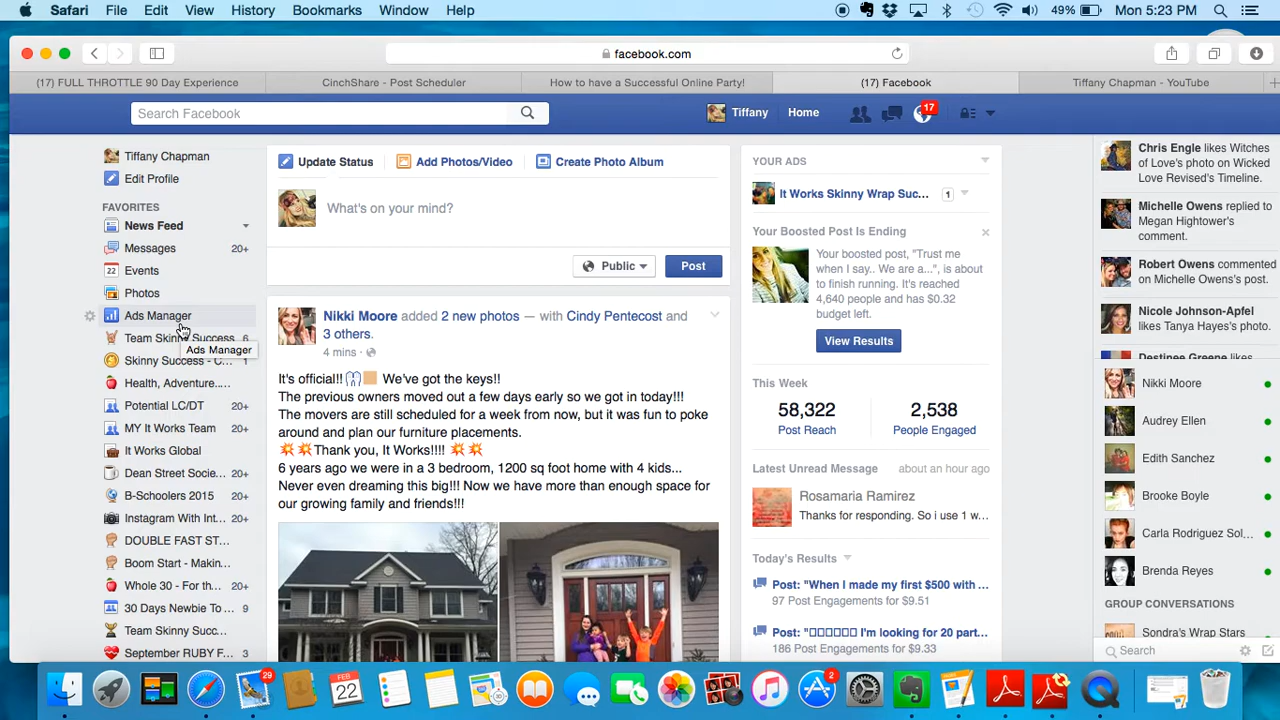 Safari File Edit View History Bookmarks Window Help 49% Mon 5:23 PM
facebook.com
(17) FULL THROTTLE 90 Day Experience CinchShare - Post Scheduler How to have a Successful Online Party! (17) Facebook Tiffany Chapman - YouTube
Search Facebook Tiffany Home 17
Tiffany Chapman
Edit Profile
FAVORITES
News Feed
Messages 20+
22 Events
Photos
Ads Manager
Team Skinny Success 6
Ads Manager
Skinny Success - C... 1
Health, Adventure....
Potential LC/DT 20+
MY It Works Team 20+
It Works Global
Dean Street Socie... 20+
B-Schoolers 2015 20+
Instagram With Int... 20+
DOUBLE FAST ST...
Boom Start - Makin...
Whole 30 - For th... 20+
30 Days Newbie To ... 9
Team Skinny Succ...
September RUBY F... 3
Update Status Add Photos/Video Create Photo Album
What's on your mind?
Public Post
Nikki Moore added 2 new photos — with Cindy Pentecost and
3 others.
4 mins
It's official!! We've got the keys!!
The previous owners moved out a few days early so we got in today!!!
The movers are still scheduled for a week from now, but it was fun to poke
around and plan our furniture placements.
💥💥Thank you, It Works!!!! 💥💥
6 years ago we were in a 3 bedroom, 1200 sq foot home with 4 kids...
Never even dreaming this big!!! Now we have more than enough space for
our growing family and friends!!!
YOUR ADS
It Works Skinny Wrap Suc... 1
Your Boosted Post Is Ending
Your boosted post, "Trust me
when I say.. We are a...", is about
to finish running. It's reached
4,640 people and has $0.32
budget left.
View Results
This Week
58,322 2,538
Post Reach People Engaged
Latest Unread Message about an hour ago
Rosamaria Ramirez
Thanks for responding. So i use 1 w...
Today's Results
Post: "When I made my first $500 with ...
97 Post Engagements for $9.51
Post: "▯▯▯▯▯▯ I'm looking for 20 part...
186 Post Engagements for $9.33
Chris Engle likes Witches
of Love's photo on Wicked
Love Revised's Timeline.
Michelle Owens replied to
Megan Hightower's
comment.
Robert Owens commented
on Michelle Owens's post.
Nicole Johnson-Apfel
likes Tanya Hayes's photo.
Destinee Greene likes
Nikki Moore
Audrey Ellen
Edith Sanchez
Brooke Boyle
Carla Rodriguez Sol...
Brenda Reyes
GROUP CONVERSATIONS
Sondra's Wrap Stars
Search
29 FEB 22 2